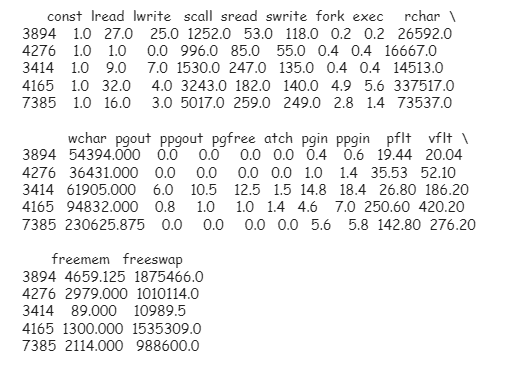 const lread lwrite scall sread swrite fork exec rchar \
3894 1.0 27.0 25.0 1252.0 53.0 118.0 0.2 0.2 26592.0
4276 1.0 1.0 0.0 996.0 85.0 55.0 0.4 0.4 16667.0
3414 1.0 9.0 7.0 1530.0 247.0 135.0 0.4 0.4 14513.0
4165 1.0 32.0 4.0 3243.0 182.0 140.0 4.9 5.6 337517.0
7385 1.0 16.0 3.0 5017.0 259.0 249.0 2.8 1.4 73537.0
wchar pgout ppgout pgfree atch pgin ppgin pflt vflt \
3894 54394.000 0.0 0.0 0.0 0.0 0.4 0.6 19.44 20.04
4276 36431.000 0.0 0.0 0.0 0.0 1.0 1.4 35.53 52.10
3414 61905.000 6.0 10.5 12.5 1.5 14.8 18.4 26.80 186.20
4165 94832.000 0.8 1.0 1.0 1.4 4.6 7.0 250.60 420.20
7385 230625.875 0.0 0.0 0.0 0.0 5.6 5.8 142.80 276.20
freemem freeswap
3894 4659.125 1875466.0
4276 2979.000 1010114.0
3414 89.000 10989.5
4165 1300.000 1535309.0
7385 2114.000 988600.0